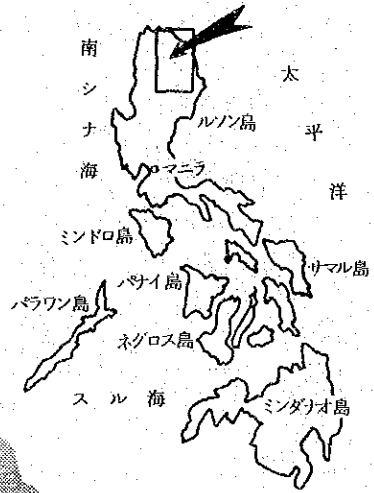 南シナ海
太平洋
ルソン島
マニラ
ミンドロ島
サマル島
パナイ島
パラワン島
ネグロス島
スル海
ミンダナオ島